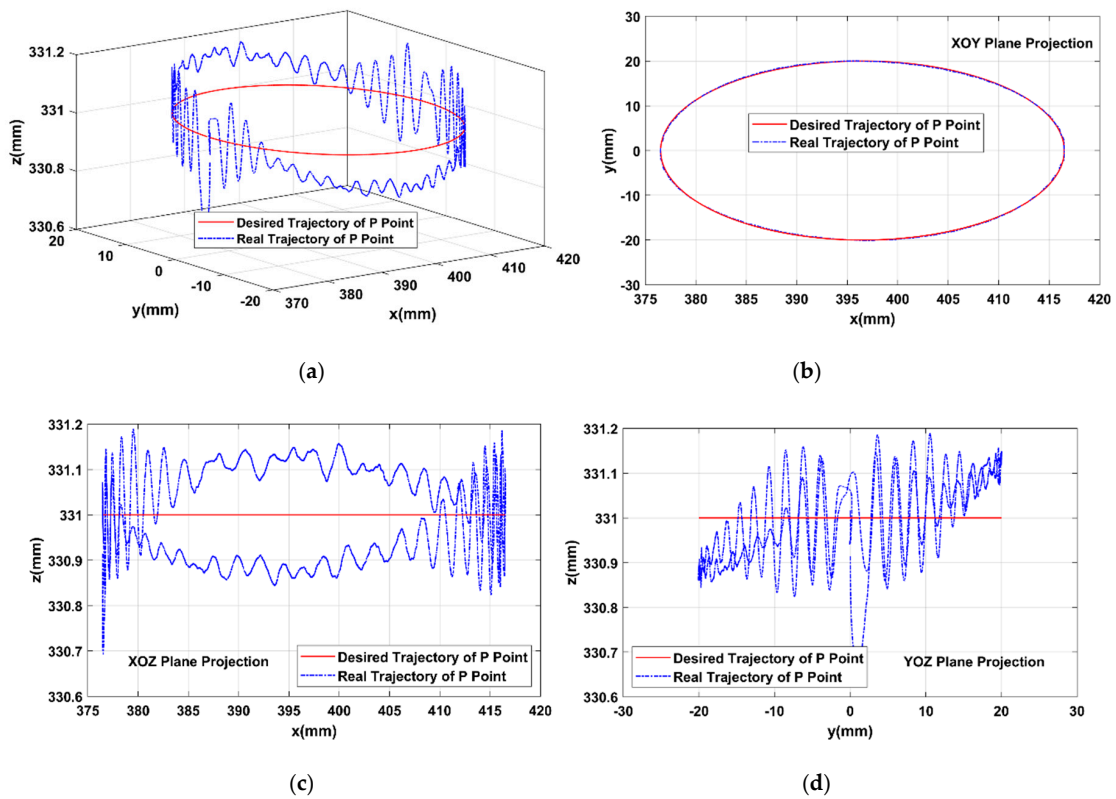 331.2
331
330.8
330.6
z(mm)
20
10
0
-10
-20
y(mm)
370
380
390
400
410
420
x(mm)
Desired Trajectory of P Point
Real Trajectory of P Point
(a)
30
20
10
0
-10
-20
-30
y(mm)
375
380
385
390
395
400
405
410
415
420
x(mm)
XOY Plane Projection
Desired Trajectory of P Point
Real Trajectory of P Point
(b)
331.2
331.1
331
330.9
330.8
330.7
330.6
z(mm)
375
380
385
390
395
400
405
410
415
420
x(mm)
XOZ Plane Projection
Desired Trajectory of P Point
Real Trajectory of P Point
(c)
331.2
331.1
331
330.9
330.8
330.7
330.6
z(mm)
-30
-20
-10
0
10
20
30
y(mm)
Desired Trajectory of P Point
Real Trajectory of P Point
YOZ Plane Projection
(d)